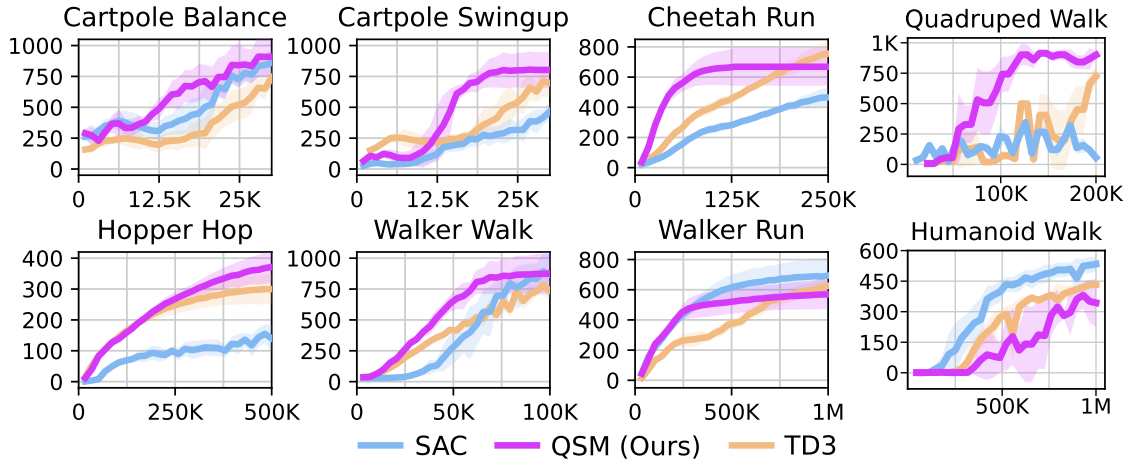 Cartpole Balance
Cartpole Swingup
Cheetah Run
Quadruped Walk
1000
750
500
250
0
0 12.5K 25K
1000
750
500
250
0
0 12.5K 25K
800
600
400
200
0
0 125K 250K
1K
750
500
250
0
100K 200K
Hopper Hop
Walker Walk
Walker Run
Humanoid Walk
400
300
200
100
0
0 250K 500K
1000
750
500
250
0
0 50K 100K
800
600
400
200
0
0 500K 1M
600
450
300
150
0
500K 1M
SAC QSM (Ours) TD3